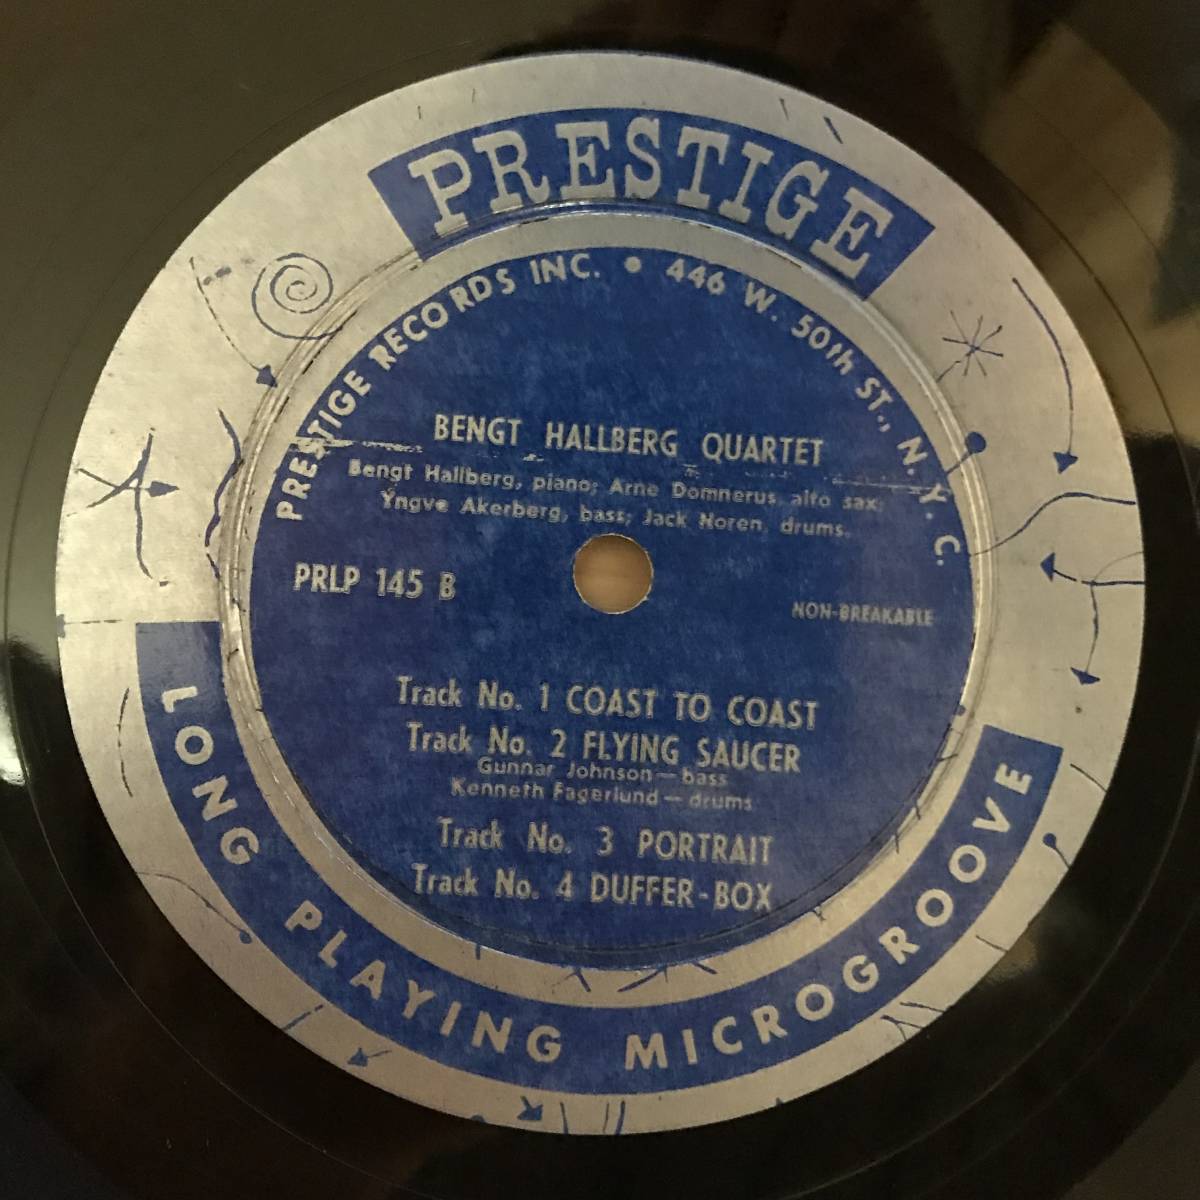 PRESTIGE
PRESTIGE RECORDS INC. • 446 W. 50th ST., N.Y.C.
BENGT HALLBERG QUARTET
Bengt Hallberg, piano; Arne Domnerus, alto sax;
Yngve Akerberg, bass; Jack Noren, drums.
PRLP 145 B
NON-BREAKABLE
Track No. 1 COAST TO COAST
Track No. 2 FLYING SAUCER
Gunnar Johnson—bass
Kenneth Fagerlund—drums
Track No. 3 PORTRAIT
Track No. 4 DUFFER-BOX
LONG PLAYING MICROGROOVE